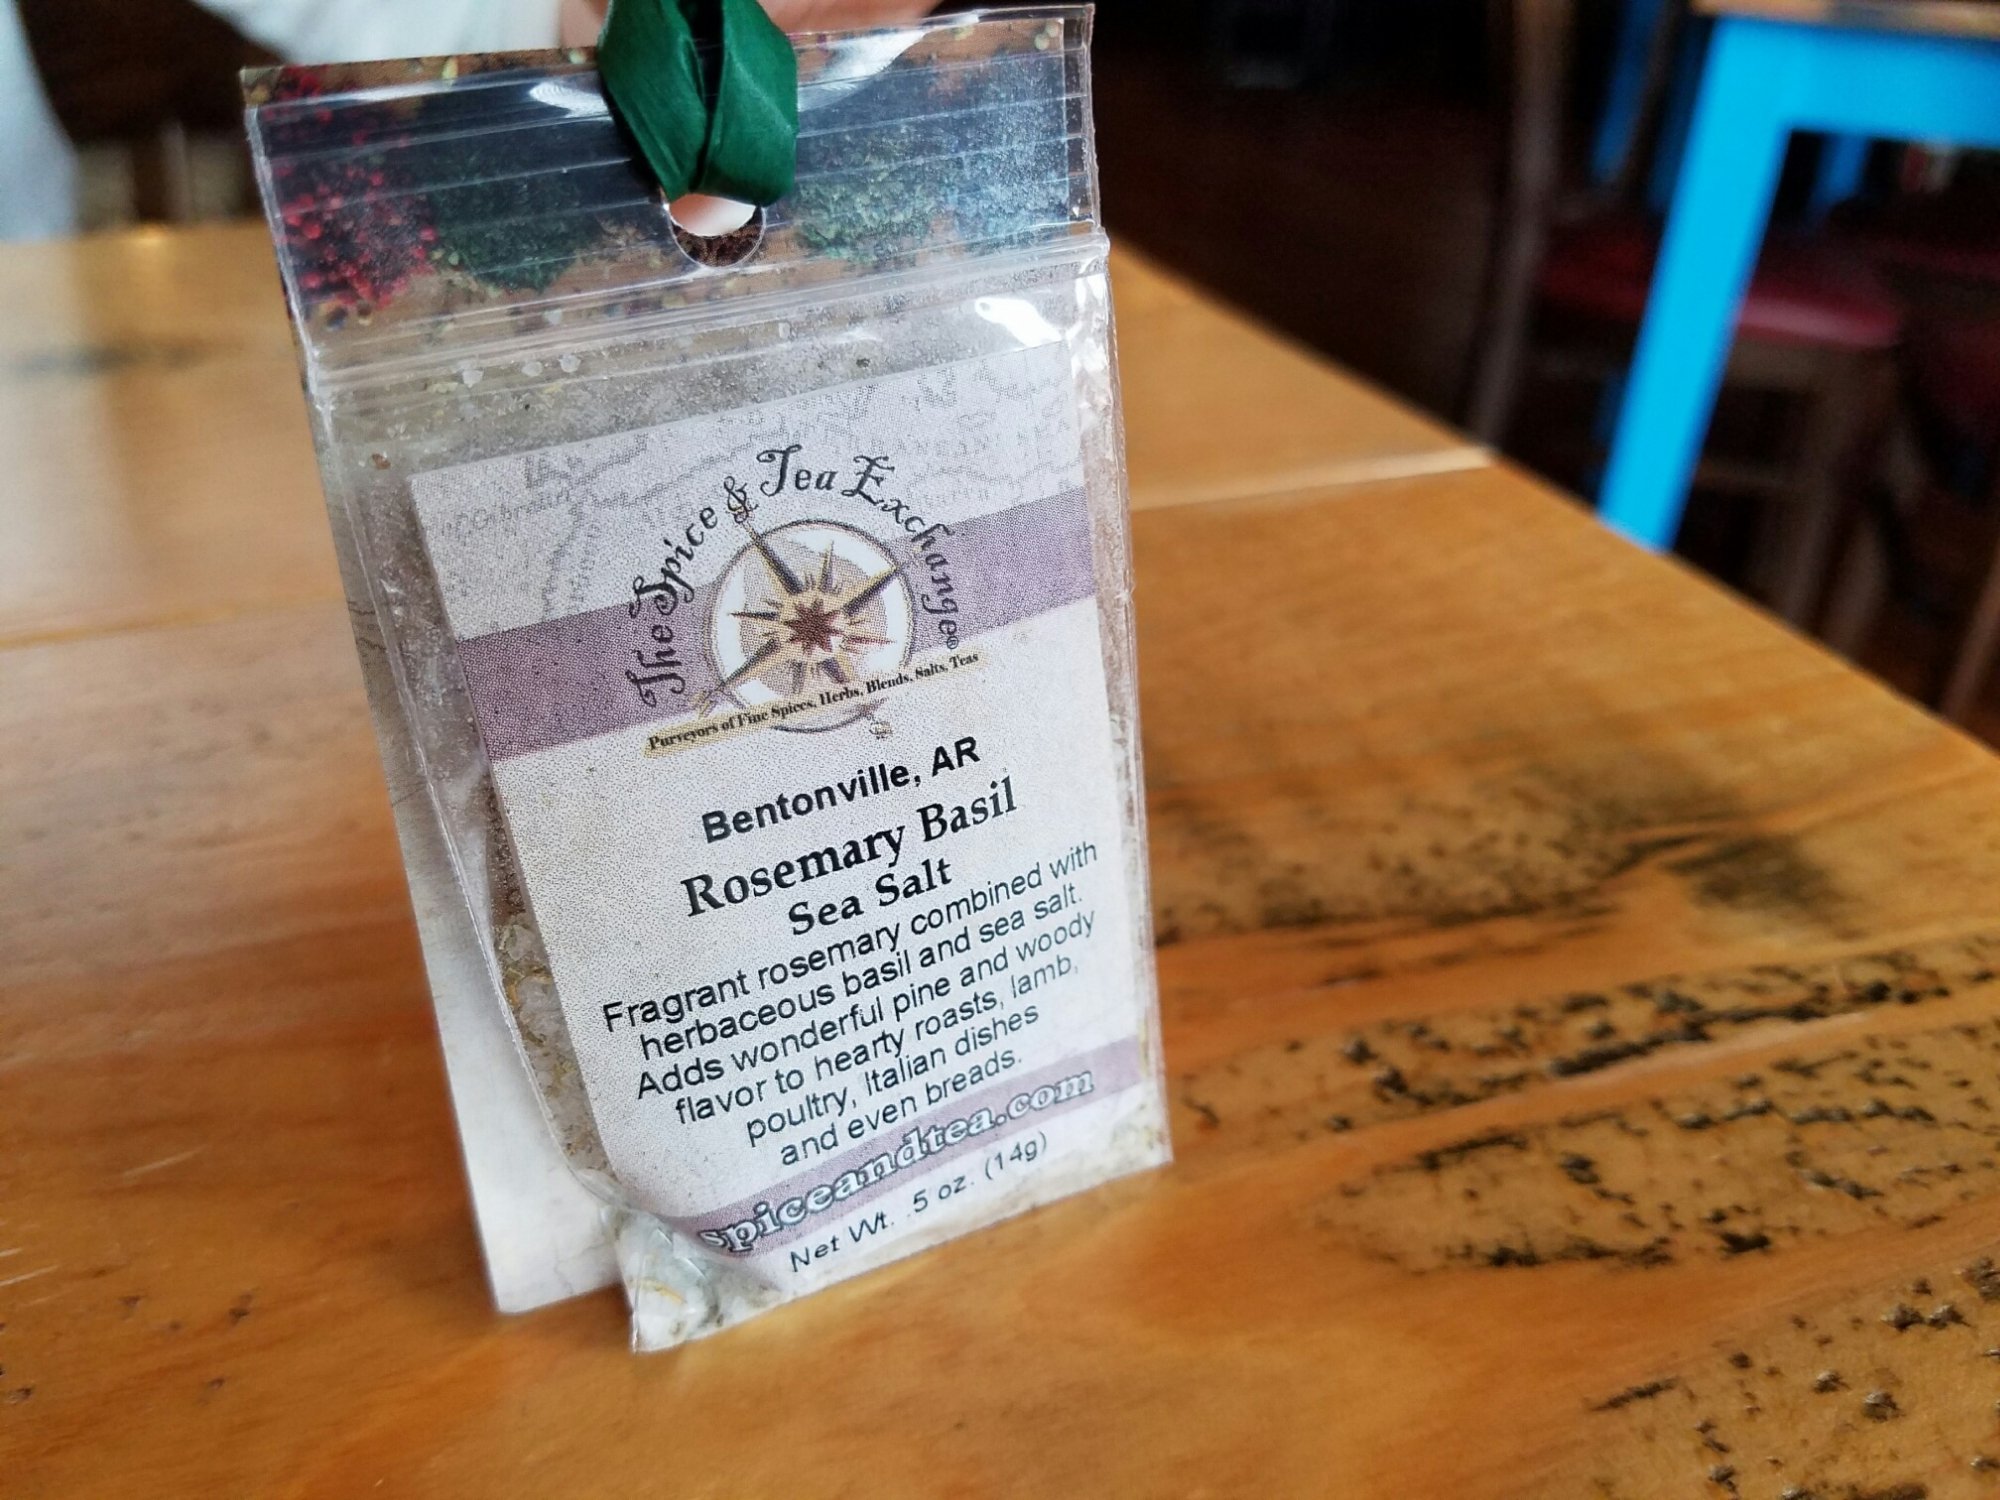 The Spice & Tea Exchange®
Purveyors of Fine Spices, Herbs, Blends, Salts, Teas
Bentonville, AR
Rosemary Basil
Sea Salt
Fragrant rosemary combined with
herbaceous basil and sea salt.
Adds wonderful pine and woody
flavor to hearty roasts, lamb,
poultry, Italian dishes
and even breads.
spiceandtea.com
Net Wt. .5 oz. (14g)